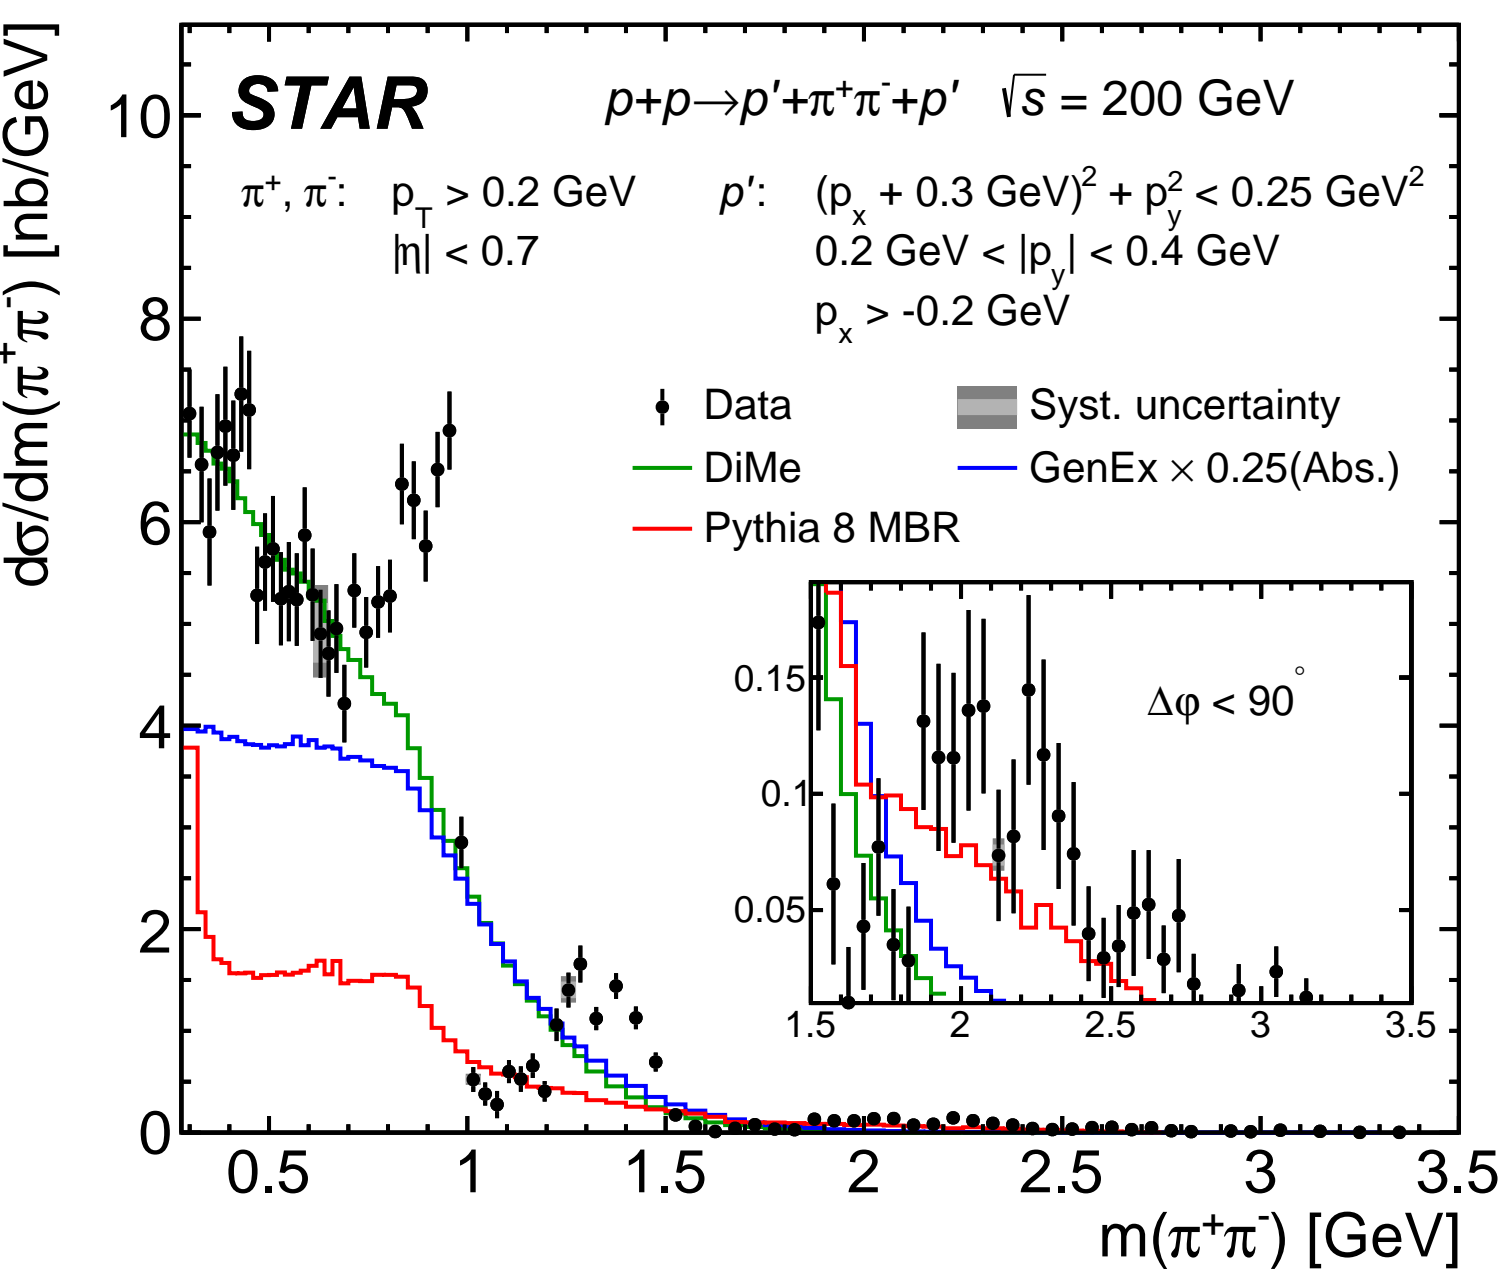 STAR
p+p→p′+π⁺π⁻+p′ √s = 200 GeV
π⁺, π⁻: p_T > 0.2 GeV
|η| < 0.7
p′: (p_x + 0.3 GeV)² + p_y² < 0.25 GeV²
0.2 GeV < |p_y| < 0.4 GeV
p_x > -0.2 GeV
Data
Syst. uncertainty
DiMe
GenEx × 0.25(Abs.)
Pythia 8 MBR
dσ/dm(π⁺π⁻) [nb/GeV]
10
8
6
4
2
0
Δφ < 90°
0.15
0.1
0.05
1.5 2 2.5 3 3.5
0.5 1 1.5 2 2.5 3 3.5
m(π⁺π⁻) [GeV]